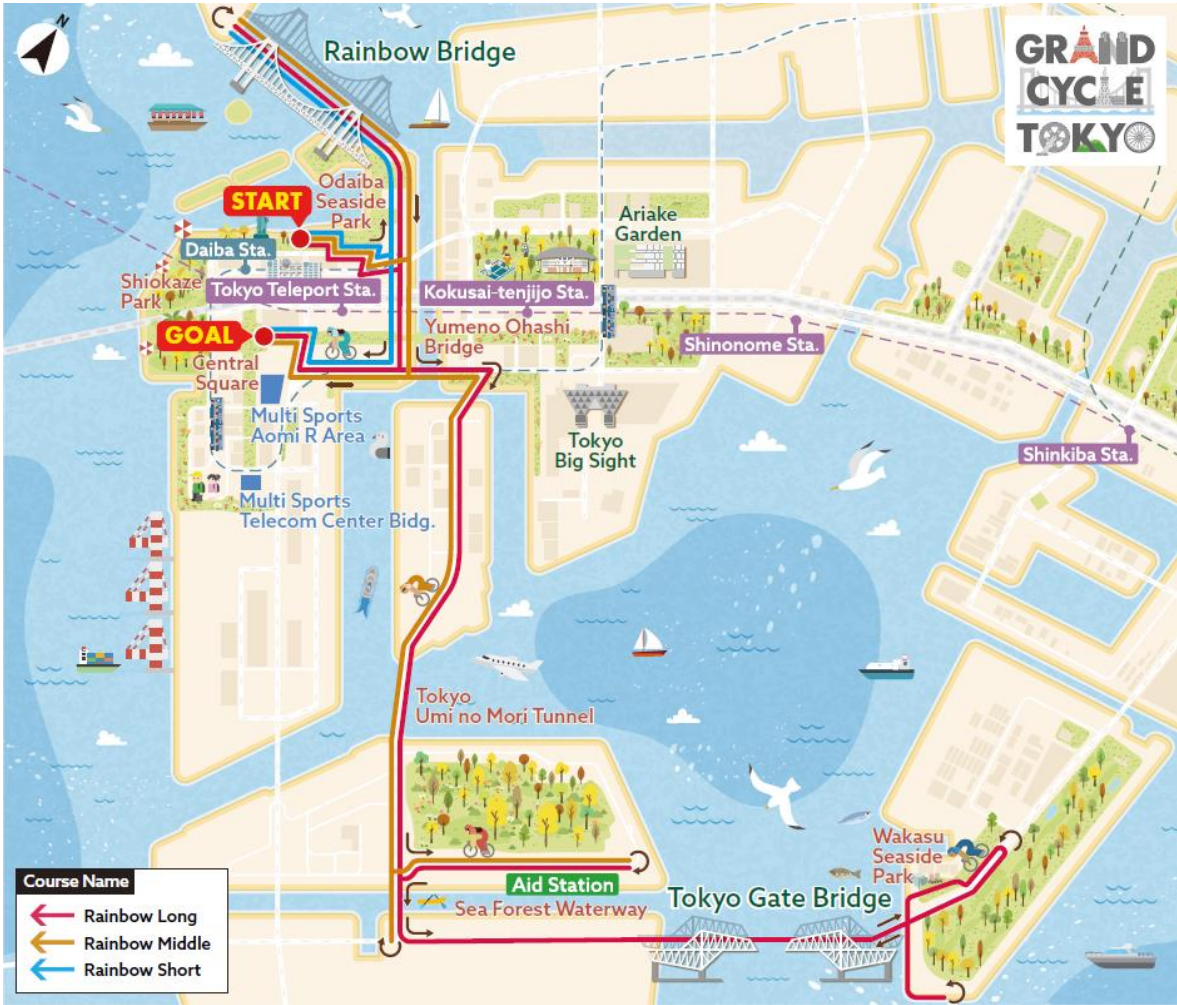 N
Rainbow Bridge
GRAND
CYCLE
TOKYO
START
Odaiba
Seaside
Park
Daiba Sta.
Ariake
Garden
Shiokaze
Park
Tokyo Teleport Sta.
Kokusai-tenjijo Sta.
GOAL
Yumeno Ohashi
Bridge
Shinonome Sta.
Central
Square
Multi Sports
Aomi R Area
Tokyo
Big Sight
Shinkiba Sta.
Multi Sports
Telecom Center Bidg.
Tokyo
Umi no Mori Tunnel
Wakasu
Seaside
Park
Aid Station
Sea Forest Waterway
Tokyo Gate Bridge
Course Name
Rainbow Long
Rainbow Middle
Rainbow Short